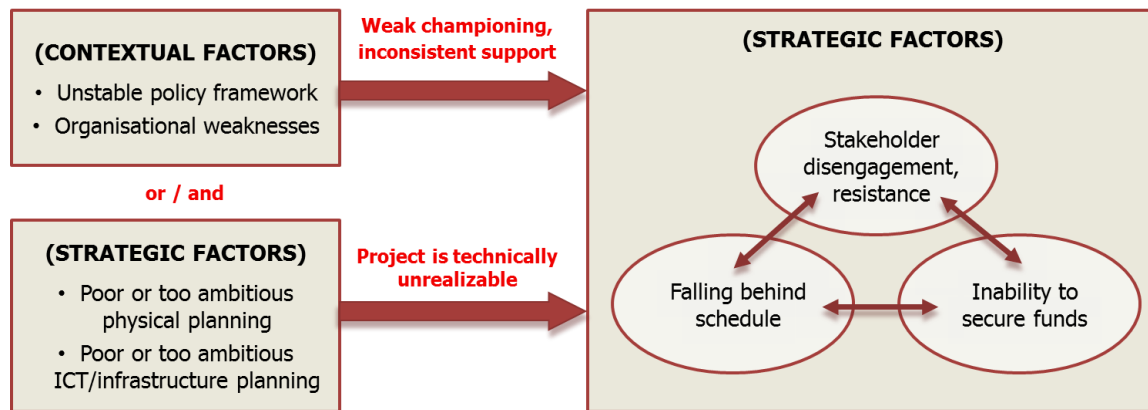 (CONTEXTUAL FACTORS)
• Unstable policy framework
• Organisational weaknesses
Weak championing,
inconsistent support
or / and
(STRATEGIC FACTORS)
• Poor or too ambitious
physical planning
• Poor or too ambitious
ICT/infrastructure planning
Project is technically
unrealizable
(STRATEGIC FACTORS)
Stakeholder
disengagement,
resistance
Falling behind
schedule
Inability to
secure funds